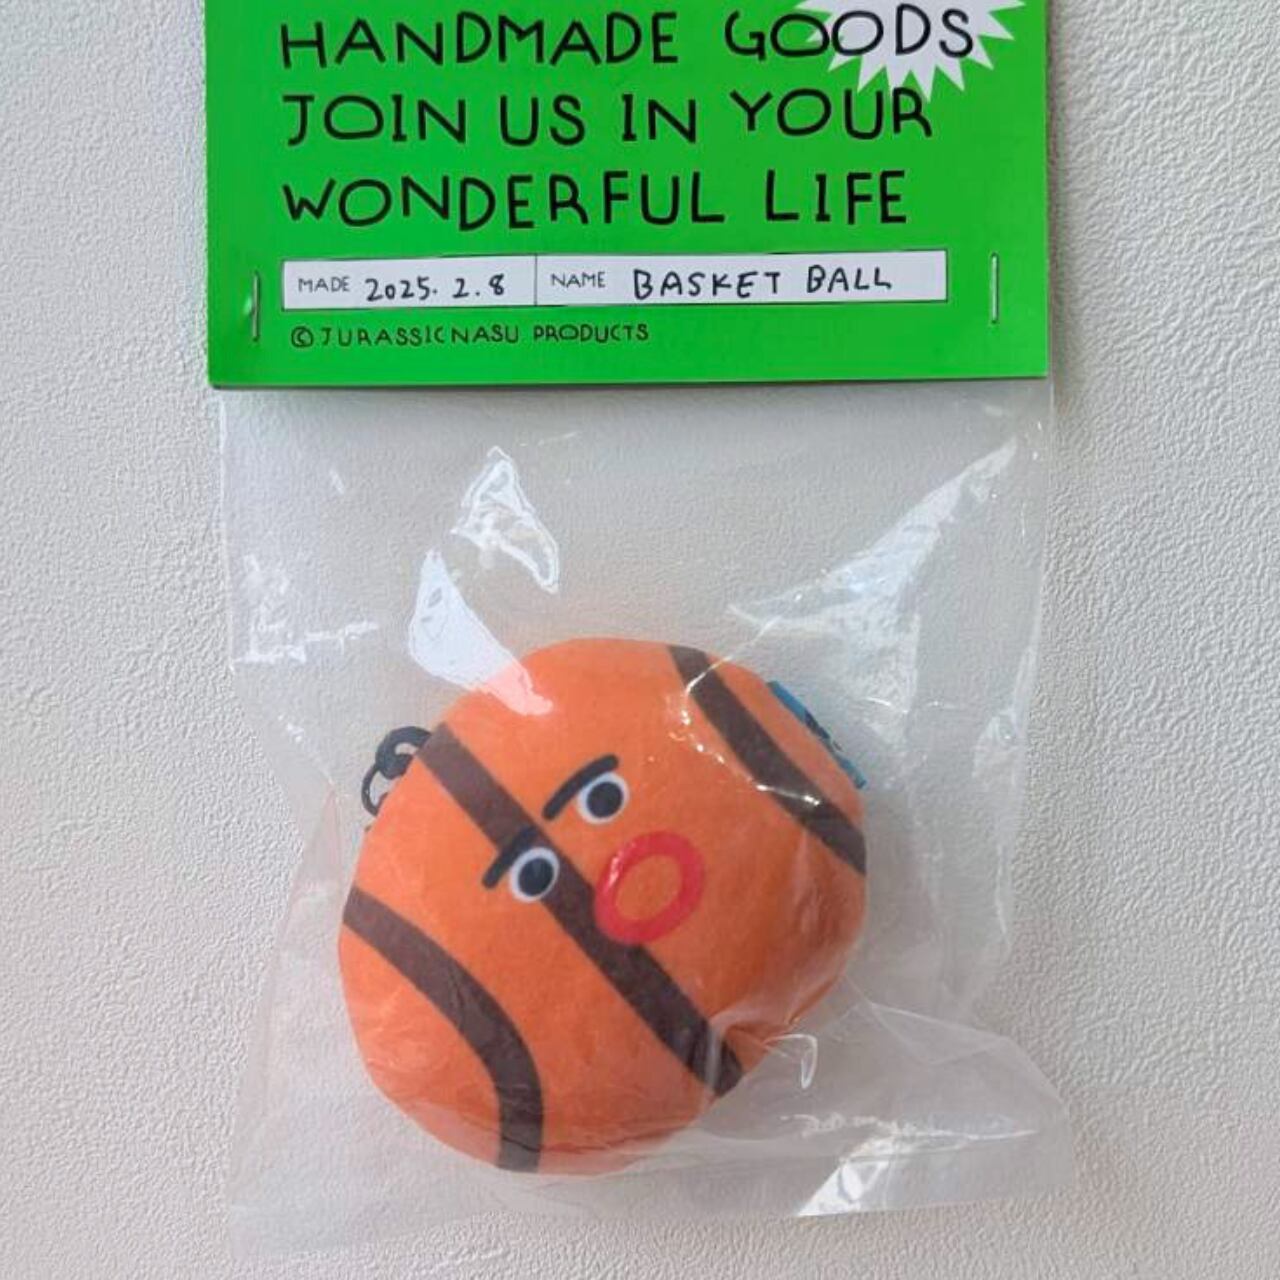 HANDMADE GOODS
JOIN US IN YOUR
WONDERFUL LIFE
MADE 2025. 2. 8 NAME BASKET BALL
© JURASSICNASU PRODUCTS